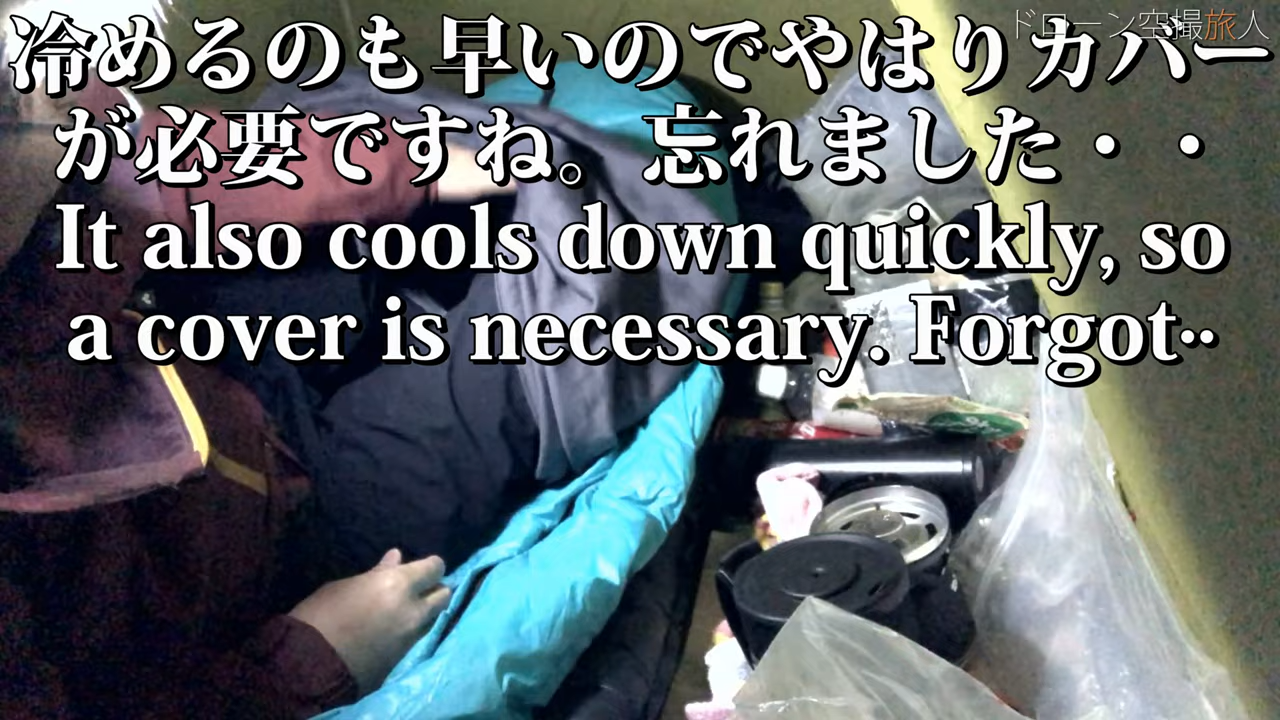 ドローン空撮旅人
冷めるのも早いのでやはりカバー
が必要ですね。忘れました・・
It also cools down quickly, so
a cover is necessary. Forgot··